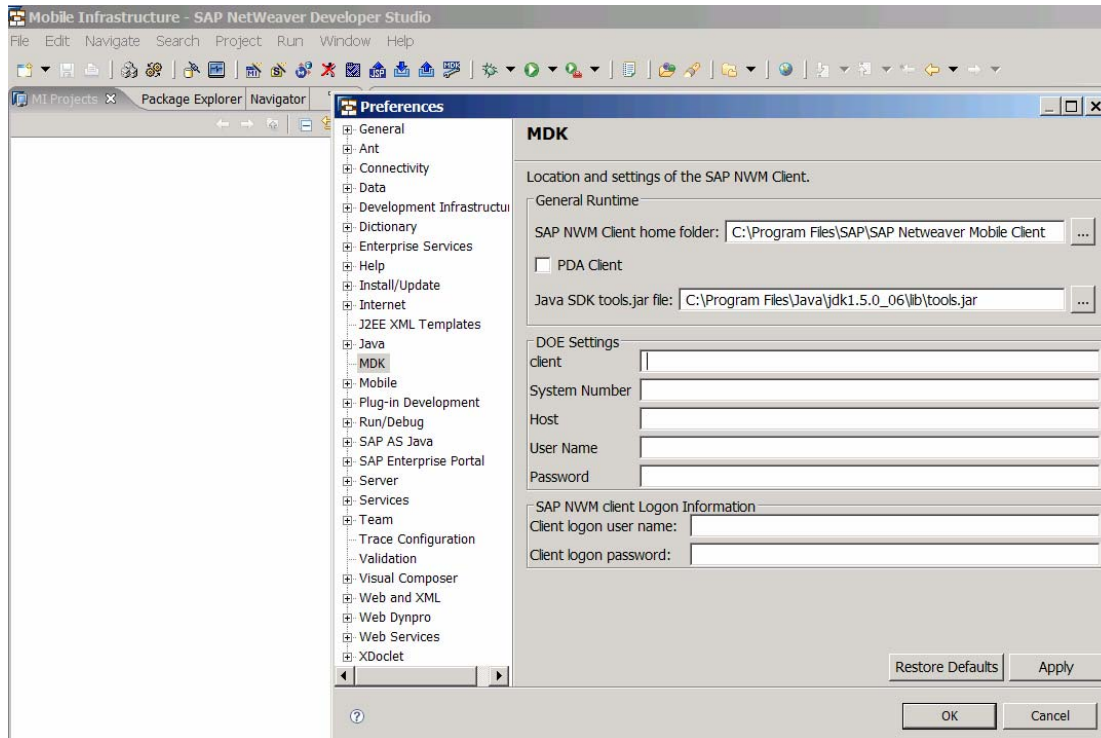 Mobile Infrastructure - SAP NetWeaver Developer Studio
File Edit Navigate Search Project Run Window Help
MI Projects Package Explorer Navigator
Preferences
General
Ant
Connectivity
Data
Development Infrastructu
Dictionary
Enterprise Services
Help
Install/Update
Internet
J2EE XML Templates
Java
MDK
Mobile
Plug-in Development
Run/Debug
SAP AS Java
SAP Enterprise Portal
Server
Services
Team
Trace Configuration
Validation
Visual Composer
Web and XML
Web Dynpro
Web Services
XDoclet
MDK
Location and settings of the SAP NWM Client.
General Runtime
SAP NWM Client home folder: C:\Program Files\SAP\SAP Netweaver Mobile Client ...
PDA Client
Java SDK tools.jar file: C:\Program Files\Java\jdk1.5.0_06\lib\tools.jar ...
DOE Settings
client
System Number
Host
User Name
Password
SAP NWM client Logon Information
Client logon user name:
Client logon password:
Restore Defaults Apply
OK Cancel